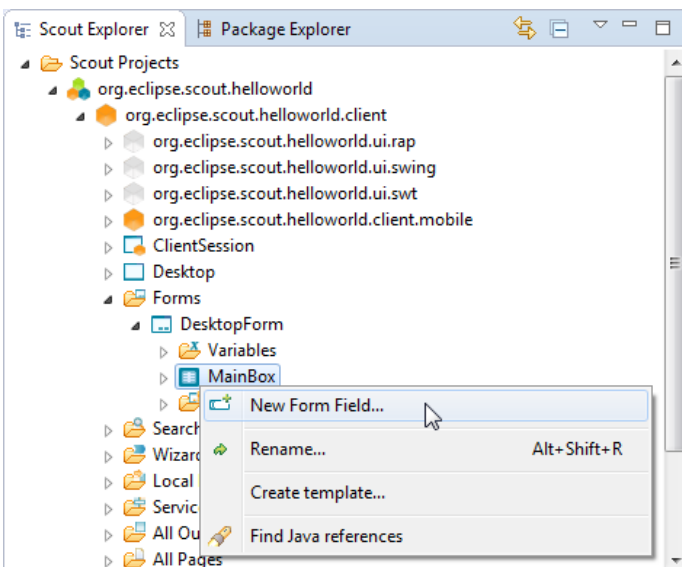 Scout Explorer Package Explorer
Scout Projects
org.eclipse.scout.helloworld
org.eclipse.scout.helloworld.client
org.eclipse.scout.helloworld.ui.rap
org.eclipse.scout.helloworld.ui.swing
org.eclipse.scout.helloworld.ui.swt
org.eclipse.scout.helloworld.client.mobile
ClientSession
Desktop
Forms
DesktopForm
Variables
MainBox
New Form Field...
Search
Rename... Alt+Shift+R
Wizard
Local
Create template...
Servic
All Ou
Find Java references
All Pages